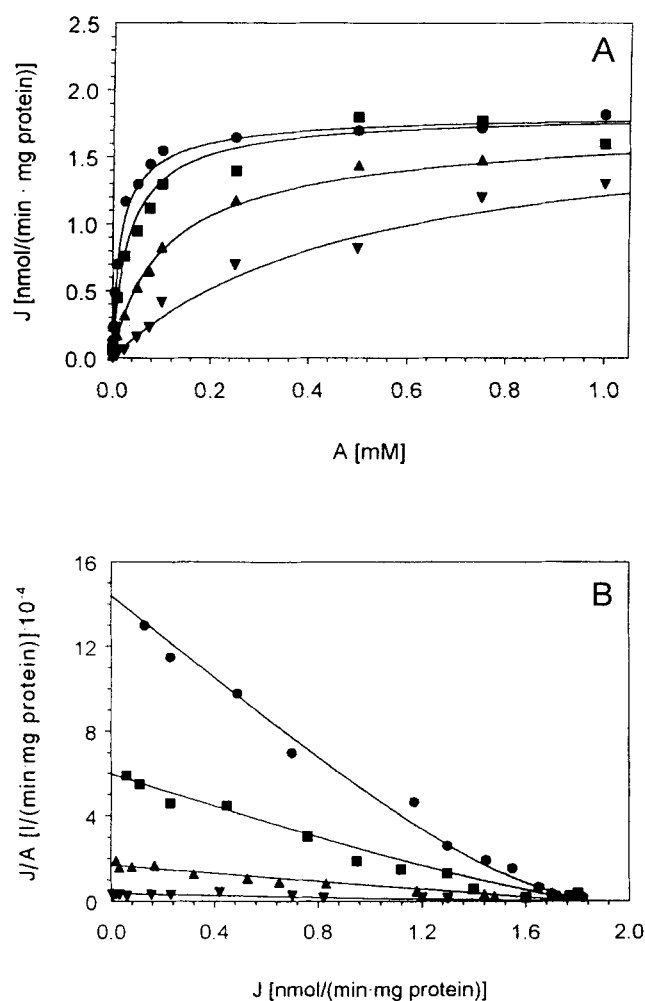 A
J [nmol/(min · mg protein)]
2.5
2.0
1.5
1.0
0.5
0.0
0.0 0.2 0.4 0.6 0.8 1.0
A [mM]
B
J/A [l/(min·mg protein)]·10⁻⁴
16
12
8
4
0
0.0 0.4 0.8 1.2 1.6 2.0
J [nmol/(min·mg protein)]